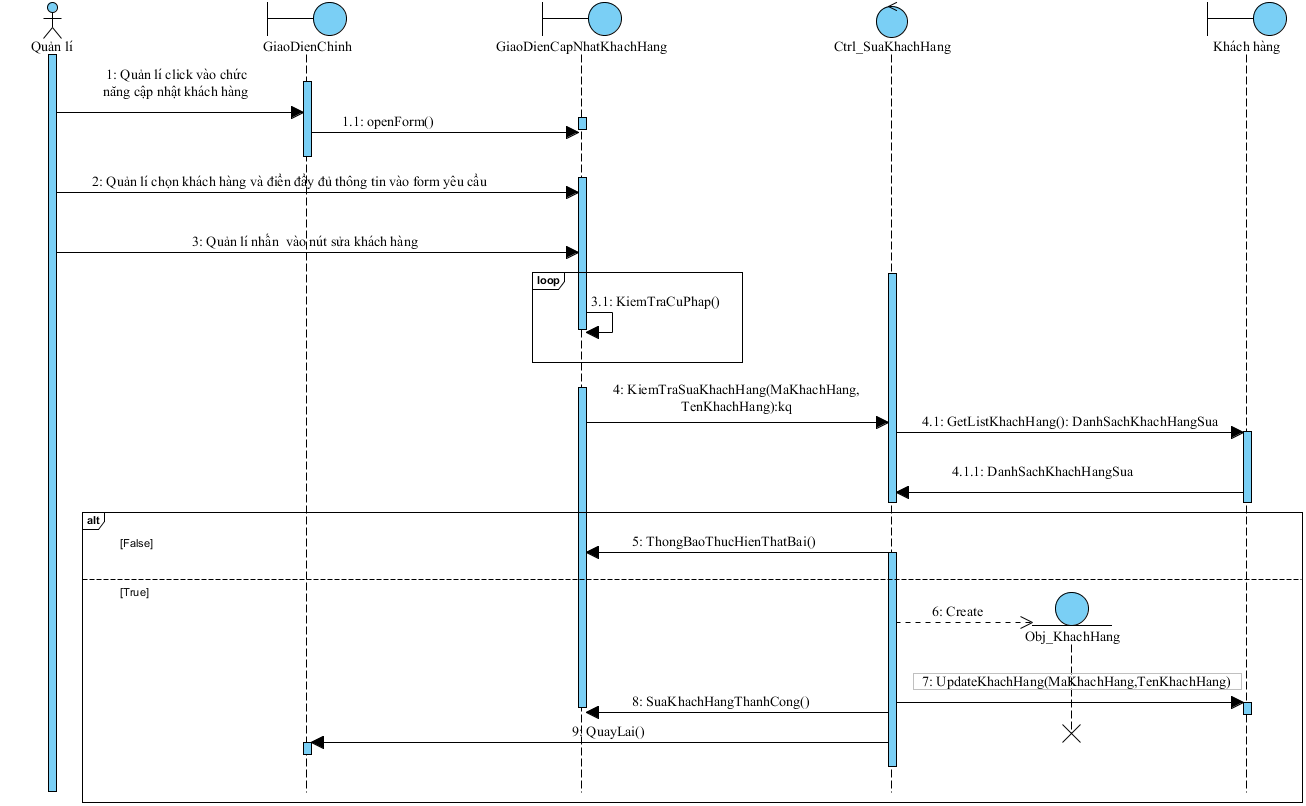 Quản lí
GiaoDienChinh
GiaoDienCapNhatKhachHang
Ctrl_SuaKhachHang
Khách hàng
1: Quản lí click vào chức
năng cập nhật khách hàng
1.1: openForm()
2: Quản lí chọn khách hàng và điền đầy đủ thông tin vào form yêu cầu
3: Quản lí nhấn  vào nút sửa khách hàng
loop
3.1: KiemTraCuPhap()
4: KiemTraSuaKhachHang(MaKhachHang,
TenKhachHang):kq
4.1: GetListKhachHang(): DanhSachKhachHangSua
4.1.1: DanhSachKhachHangSua
alt
[False]
5: ThongBaoThucHienThatBai()
[True]
6: Create
Obj_KhachHang
7: UpdateKhachHang(MaKhachHang,TenKhachHang)
8: SuaKhachHangThanhCong()
9: QuayLai()